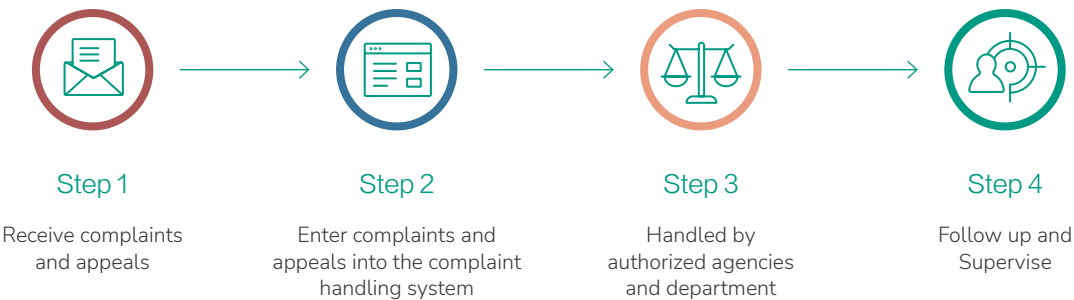 Step 1
Receive complaints
and appeals
Step 2
Enter complaints and
appeals into the complaint
handling system
Step 3
Handled by
authorized agencies
and department
Step 4
Follow up and
Supervise